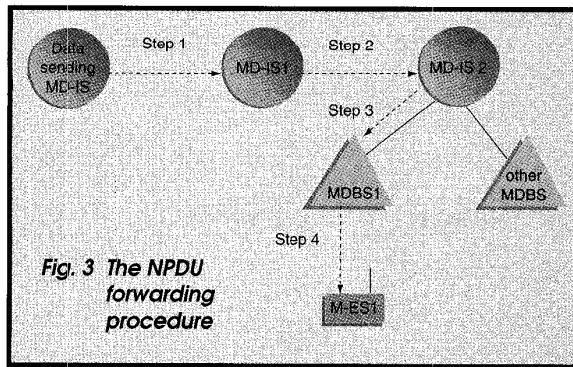 Data
sending
MD-IS
Step 1
MD-IS1
Step 2
MD-IS 2
Step 3
MDBS1
other
MDBS
Step 4
M-ES1
Fig. 3 The NPDU
forwarding
procedure